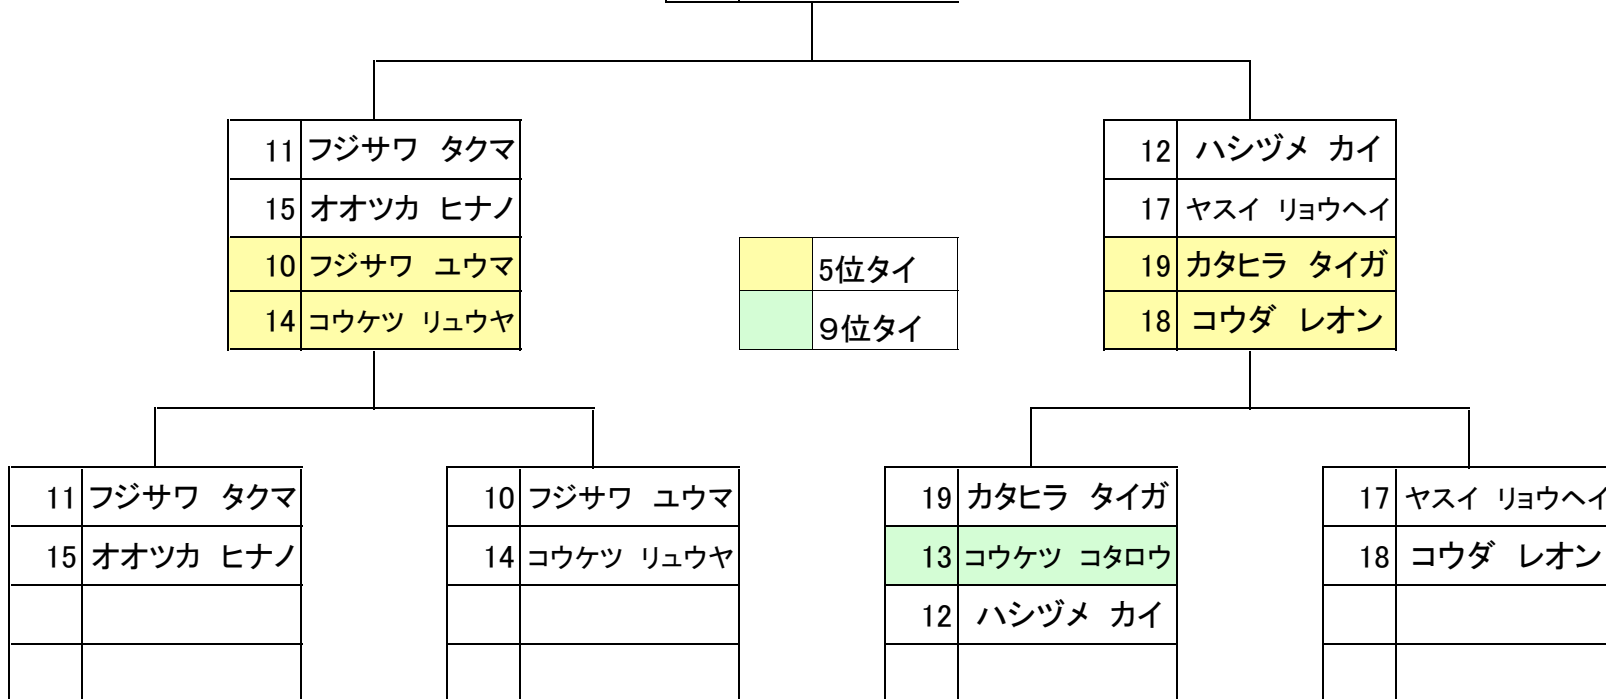 11 フジサワ タクマ
15 オオツカ ヒナノ
10 フジサワ ユウマ
14 コウケツ リュウヤ
5位タイ
９位タイ
12 ハシヅメ カイ
17 ヤスイ リョウヘイ
19 カタヒラ タイガ
18 コウダ レオン
11 フジサワ タクマ
15 オオツカ ヒナノ
10 フジサワ ユウマ
14 コウケツ リュウヤ
19 カタヒラ タイガ
13 コウケツ コタロウ
12 ハシヅメ カイ
17 ヤスイ リョウヘイ
18 コウダ レオン